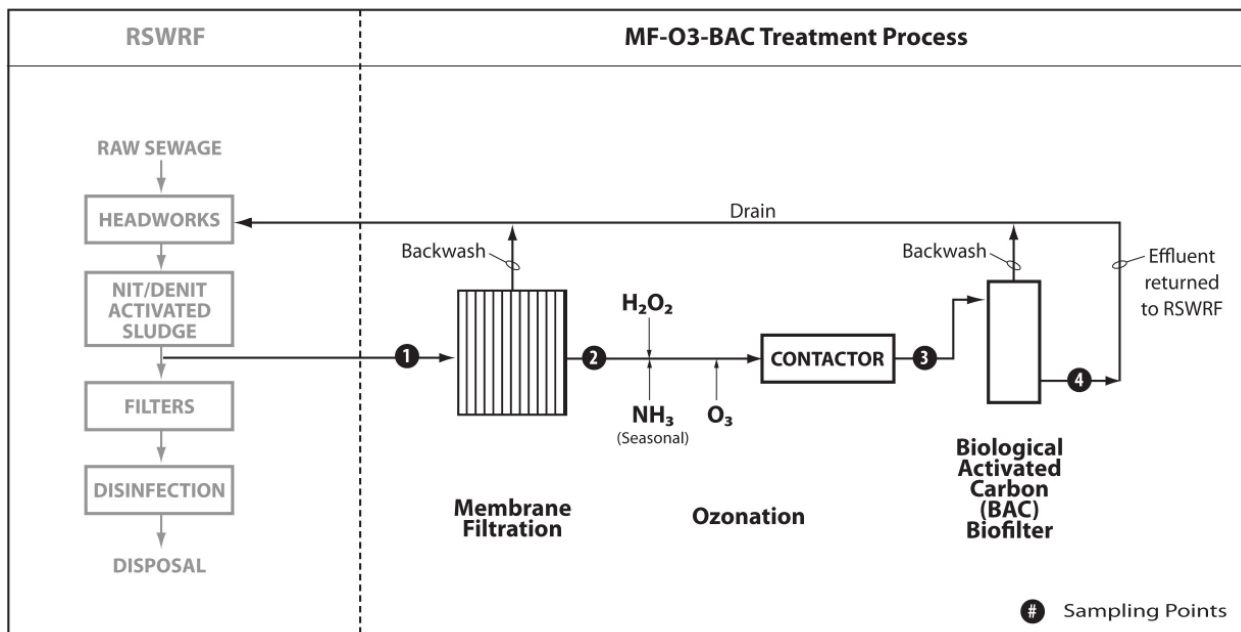 RSWRF
MF-O3-BAC Treatment Process
RAW SEWAGE
HEADWORKS
NIT/DENIT
ACTIVATED
SLUDGE
FILTERS
DISINFECTION
DISPOSAL
Drain
Backwash
Backwash
Effluent
returned
to RSWRF
1
2
H₂O₂
NH₃
(Seasonal)
O₃
CONTACTOR
3
4
Membrane
Filtration
Ozonation
Biological
Activated
Carbon
(BAC)
Biofilter
# Sampling Points